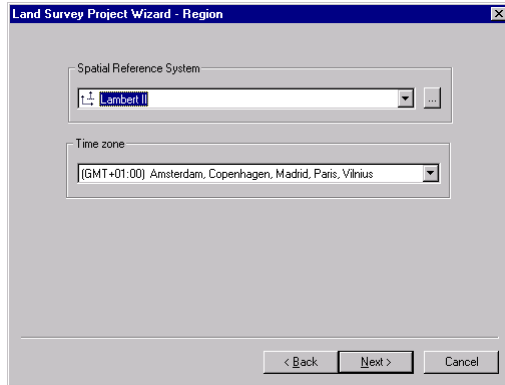 Land Survey Project Wizard - Region
Spatial Reference System
Lambert II
...
Time zone
(GMT+01:00) Amsterdam, Copenhagen, Madrid, Paris, Vilnius
< Back Next > Cancel